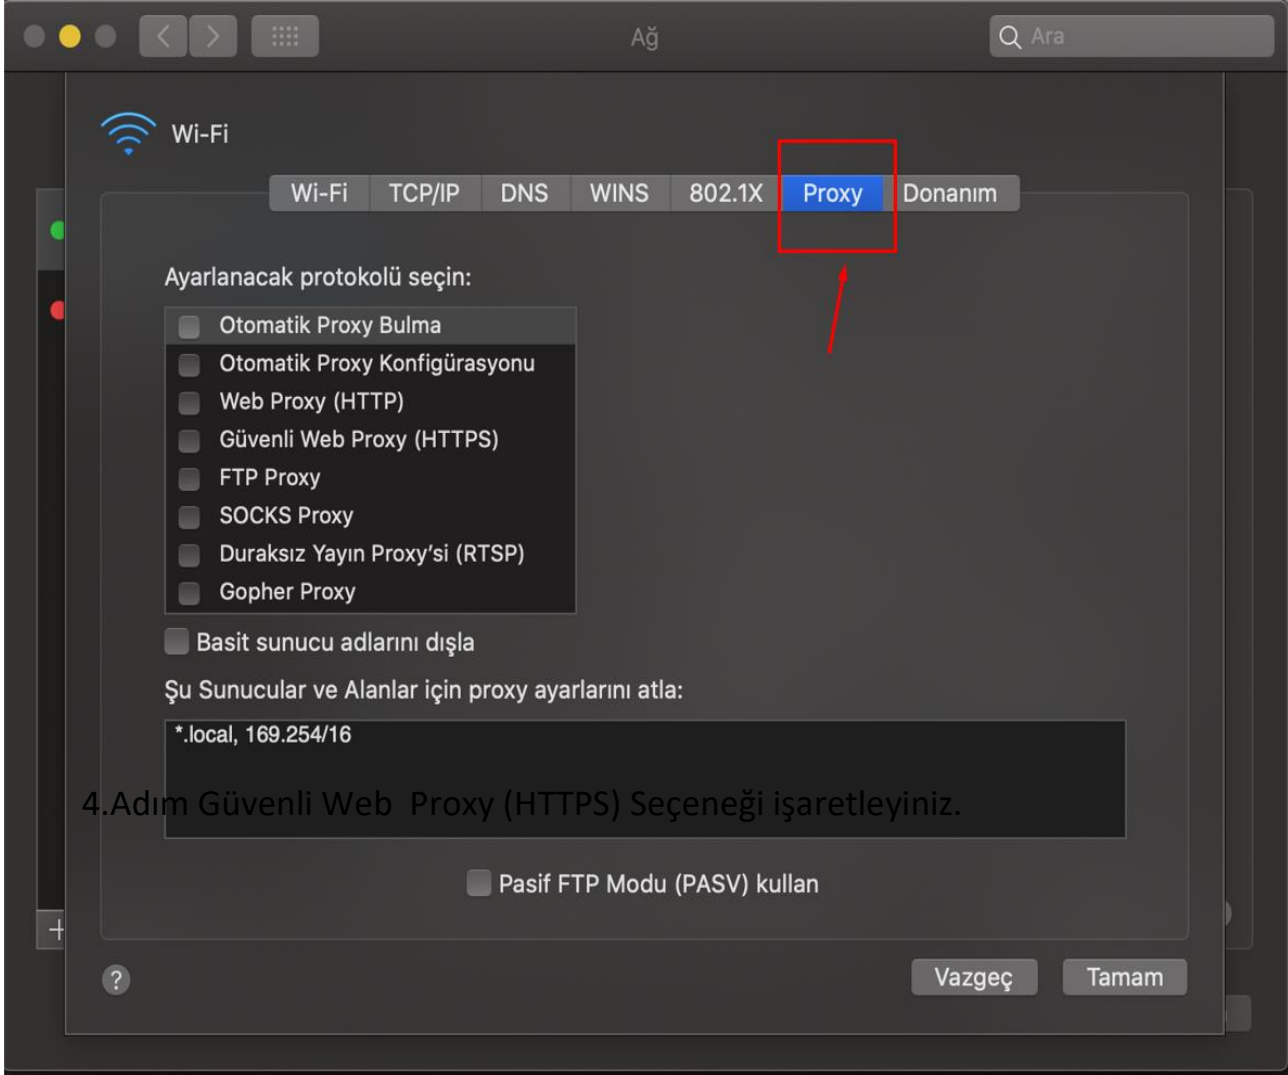 Ağ
Ara
Wi-Fi
Wi-Fi TCP/IP DNS WINS 802.1X Proxy Donanım
Ayarlanacak protokolü seçin:
Otomatik Proxy Bulma
Otomatik Proxy Konfigürasyonu
Web Proxy (HTTP)
Güvenli Web Proxy (HTTPS)
FTP Proxy
SOCKS Proxy
Duraksız Yayın Proxy’si (RTSP)
Gopher Proxy
Basit sunucu adlarını dışla
Şu Sunucular ve Alanlar için proxy ayarlarını atla:
*.local, 169.254/16
4.Adım Güvenli Web  Proxy (HTTPS) Seçeneği işaretleyiniz.
Pasif FTP Modu (PASV) kullan
?
Vazgeç
Tamam